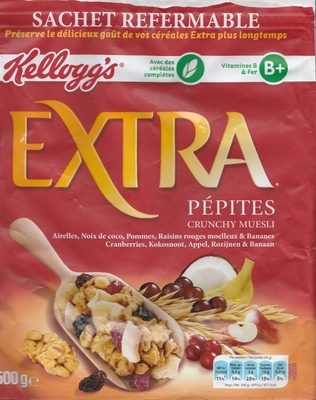 SACHET REFERMABLE
Préserve le délicieux goût de vos céréales Extra plus longtemps
Kellogg's®
Avec des
céréales
complètes
Vitamines B
& Fer
B+
EXTRA®
PÉPITES
CRUNCHY MUESLI
Airelles, Noix de coco, Pommes, Raisins rouges moelleux & Bananes
Cranberries, Kokosnoot, Appel, Rozijnen & Banaan
500 g e